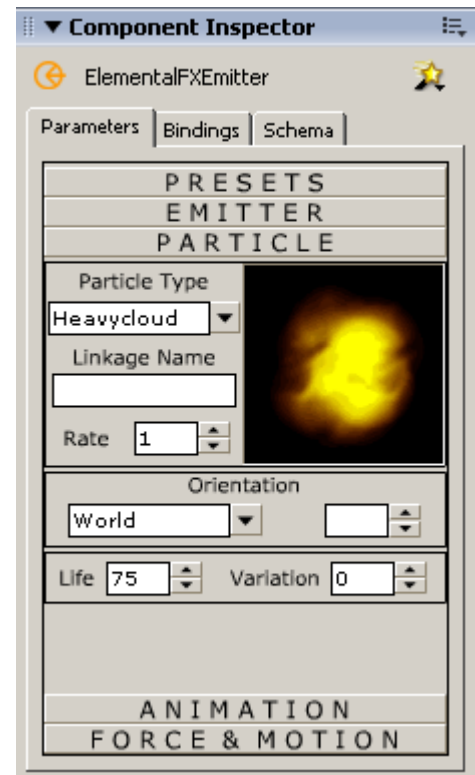 Component Inspector
ElementalFXEmitter
Parameters Bindings Schema
PRESETS
EMITTER
PARTICLE
Particle Type
Heavycloud
Linkage Name
Rate 1
Orientation
World
Life 75 Variation 0
ANIMATION
FORCE & MOTION